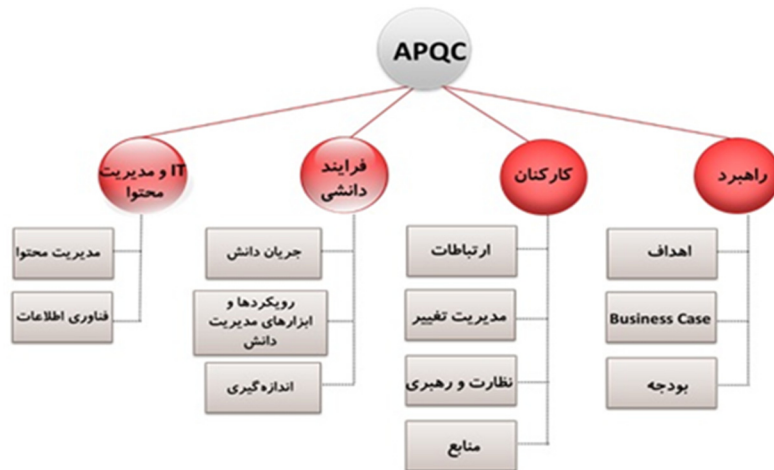 APQC
راهبرد
کارکنان
فرایند
دانشی
IT و مدیریت
محتوا
اهداف
Business Case
بودجه
ارتباطات
مدیریت تغییر
نظارت و رهبری
منابع
جریان دانش
رویکردها و
ابزارهای مدیریت
دانش
اندازه‌گیری
مدیریت محتوا
فناوری اطلاعات